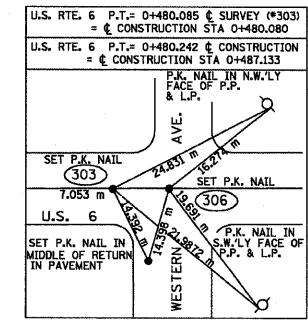 U.S. RTE. 6 P.T.= 0+480.085 ℄ SURVEY (*303)
= ℄ CONSTRUCTION STA 0+480.080
U.S. RTE. 6 P.T.= 0+480.242 ℄ CONSTRUCTION
= ℄ CONSTRUCTION STA 0+487.133
P.K. NAIL IN N.W.'LY
FACE OF P.P.
& L.P.
AVE.
24.831 m
16.274 m
SET P.K. NAIL
303
SET P.K. NAIL
7.053 m
306
U.S. 6
14.392 m
14.398 m
19.691 m
21.9872 m
P.K. NAIL IN
S.W.'LY FACE OF
P.P. & L.P.
SET P.K. NAIL IN
MIDDLE OF RETURN
IN PAVEMENT
WESTERN